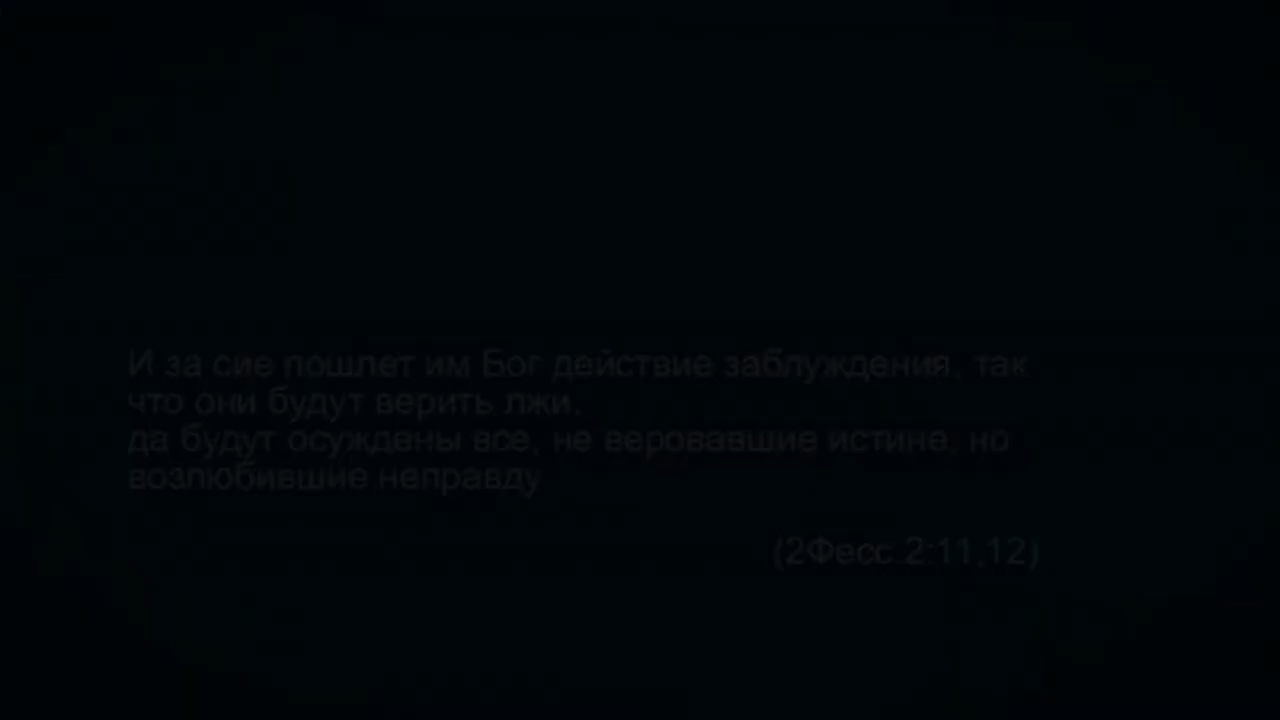 И за сие пошлет им Бог действие заблуждения, так
что они будут верить лжи,
да будут осуждены все, не веровавшие истине, но
возлюбившие неправду
(2Фесс.2:11,12)